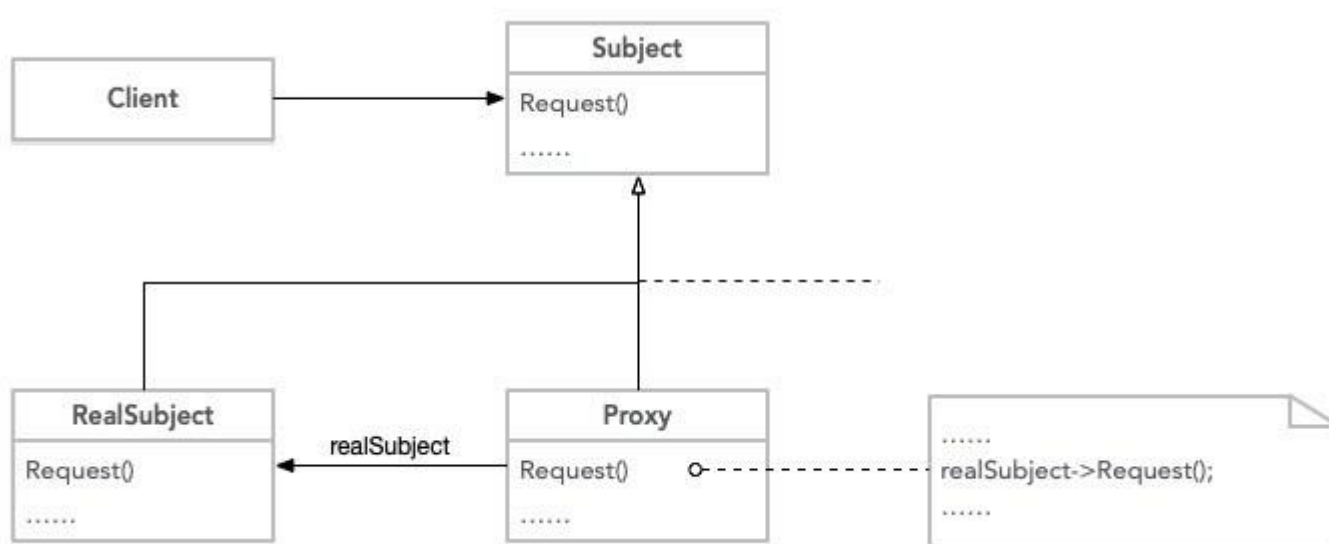 Subject
Client
Request()
......
RealSubject
Proxy
realSubject
Request()
......
Request()
......
......
realSubject->Request();
......